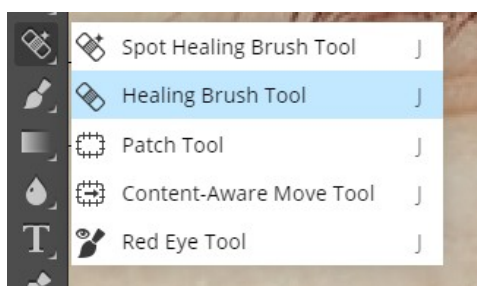 Spot Healing Brush Tool J
Healing Brush Tool J
Patch Tool J
Content-Aware Move Tool J
T Red Eye Tool J